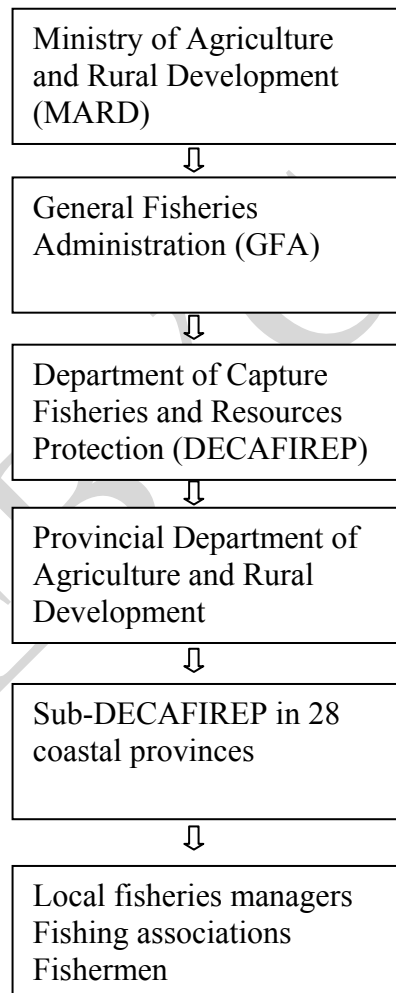 Ministry of Agriculture
and Rural Development
(MARD)
General Fisheries
Administration (GFA)
Department of Capture
Fisheries and Resources
Protection (DECAFIREP)
Provincial Department of
Agriculture and Rural
Development
Sub-DECAFIREP in 28
coastal provinces
Local fisheries managers
Fishing associations
Fishermen